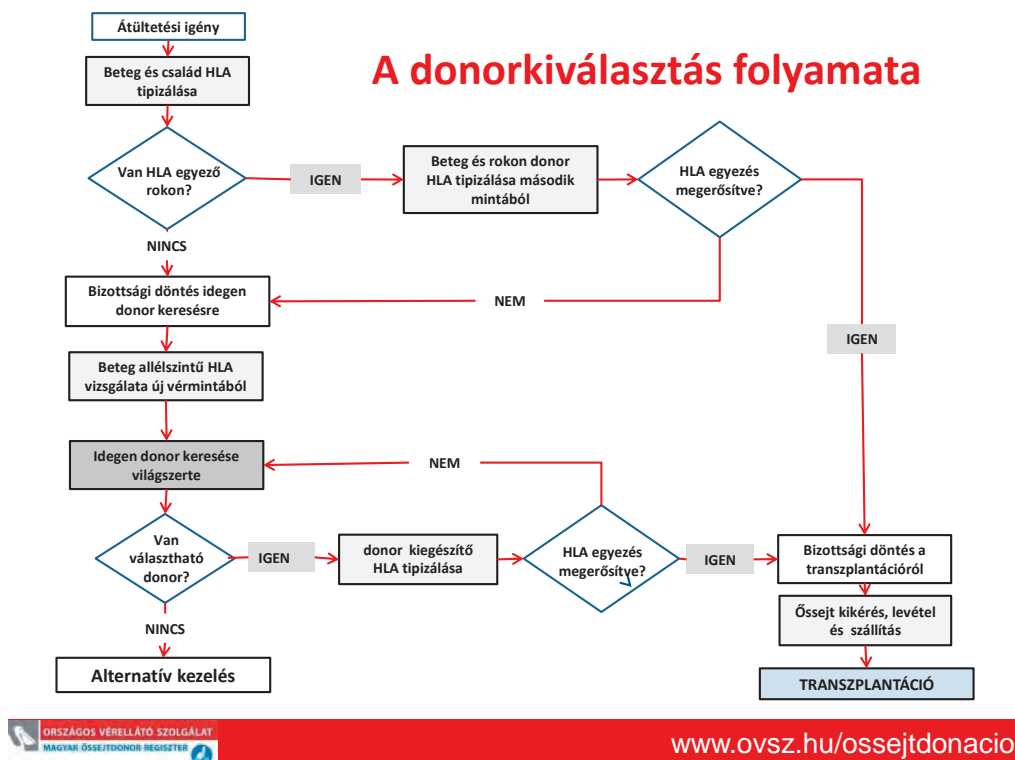 Átültetési igény
A donorkiválasztás folyamata
Beteg és család HLA
tipizálása
Van HLA egyező
rokon?
IGEN
Beteg és rokon donor
HLA tipizálása második
mintából
HLA egyezés
megerősítve?
NINCS
Bizottsági döntés idegen
donor keresésre
NEM
IGEN
Beteg allélszintű HLA
vizsgálata új vérmintából
Idegen donor keresése
világszerte
NEM
Van
választható
donor?
IGEN
donor kiegészítő
HLA tipizálása
HLA egyezés
megerősítve?
IGEN
Bizottsági döntés a
transzplantációról
NINCS
Őssejt kikérés, levétel
és szállítás
Alternatív kezelés
TRANSZPLANTÁCIÓ
ORSZÁGOS VÉRELLÁTÓ SZOLGÁLAT
MAGYAR ŐSSEJTDONOR REGISZTER
www.ovsz.hu/ossejtdonacio